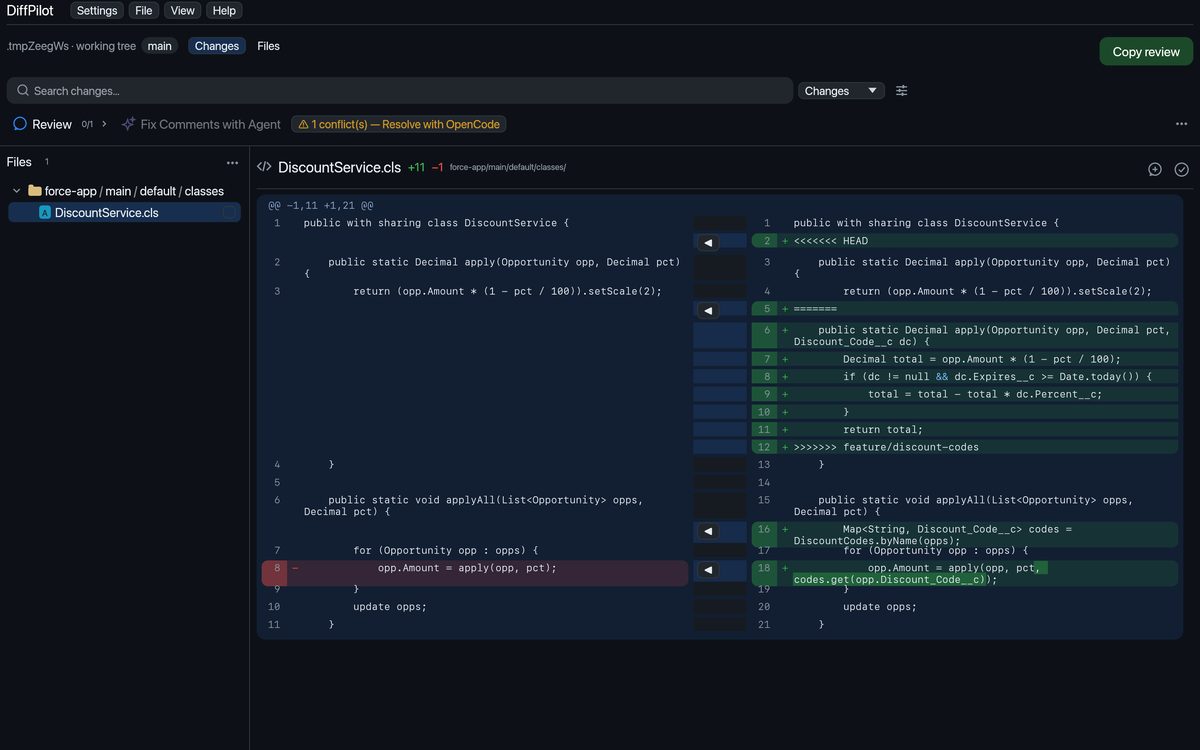 DiffPilot Settings File View Help
.tmpZeegWs · working tree main Changes Files
Copy review
Search changes...
Changes
Review 0/1 Fix Comments with Agent 1 conflict(s) — Resolve with OpenCode
Files 1
force-app / main / default / classes
DiscountService.cls
DiscountService.cls +11 −1 force-app/main/default/classes/
@@ −1,11 +1,21 @@
1 public with sharing class DiscountService {
2 public static Decimal apply(Opportunity opp, Decimal pct)
{
3 return (opp.Amount * (1 - pct / 100)).setScale(2);
4 }
5
6 public static void applyAll(List<Opportunity> opps,
Decimal pct) {
7 for (Opportunity opp : opps) {
8 − opp.Amount = apply(opp, pct);
9 }
10 update opps;
11 }
1 public with sharing class DiscountService {
2 + <<<<<<< HEAD
3 public static Decimal apply(Opportunity opp, Decimal pct)
{
4 return (opp.Amount * (1 - pct / 100)).setScale(2);
5 + =======
6 + public static Decimal apply(Opportunity opp, Decimal pct,
Discount_Code__c dc) {
7 + Decimal total = opp.Amount * (1 - pct / 100);
8 + if (dc != null && dc.Expires__c >= Date.today()) {
9 + total = total - total * dc.Percent__c;
10 + }
11 + return total;
12 + >>>>>>> feature/discount-codes
13 }
14
15 public static void applyAll(List<Opportunity> opps,
Decimal pct) {
16 + Map<String, Discount_Code__c> codes =
DiscountCodes.byName(opps);
17 for (Opportunity opp : opps) {
18 + opp.Amount = apply(opp, pct,
codes.get(opp.Discount_Code__c));
19 }
20 update opps;
21 }